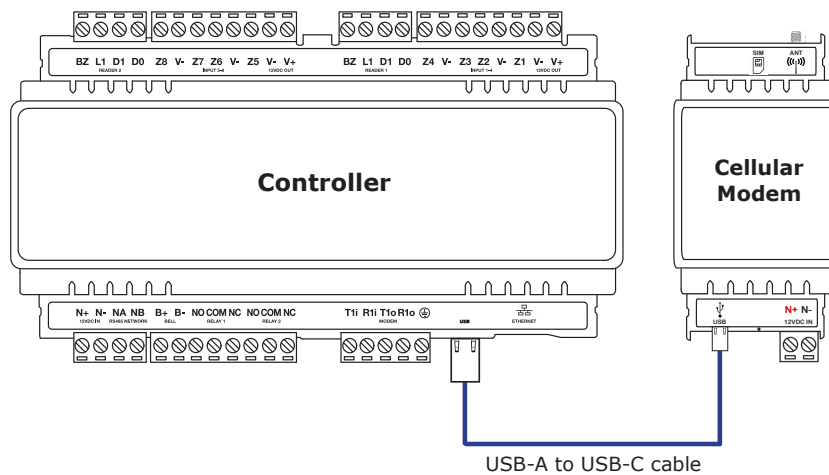 BZ L1 D1 D0 Z8 V- Z7 Z6 V- Z5 V- V+
READER 2 INPUT 5-8 12VDC OUT
BZ L1 D1 D0 Z4 V- Z3 Z2 V- Z1 V- V+
READER 1 INPUT 1-4 12VDC OUT
SIM ANT
Controller
Cellular
Modem
N+ N- NA NB B+ B- NO COM NC NO COM NC
12VDC IN RS485 NETWORK BELL RELAY 1 RELAY 2
T1i R1i T1o R1o
MODEM USB ETHERNET
N+ N-
USB 12VDC IN
USB-A to USB-C cable